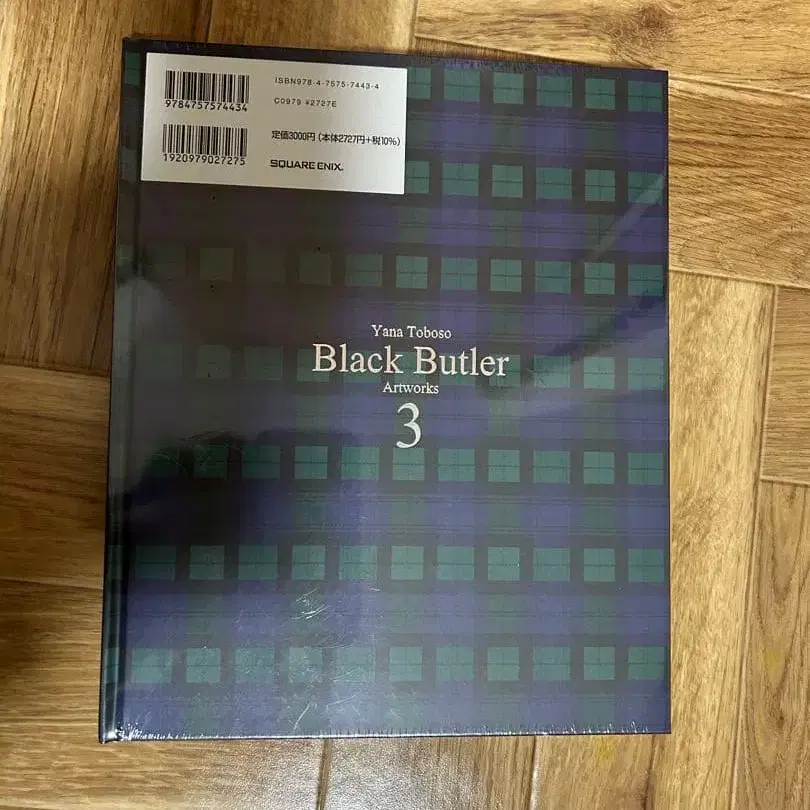 ISBN978-4-7575-7443-4
9784757574434
C0979 ¥2727E
定価3000円（本体2727円+税10%）
1920979027275
SQUARE ENIX.
Yana Toboso
Black Butler
Artworks
3